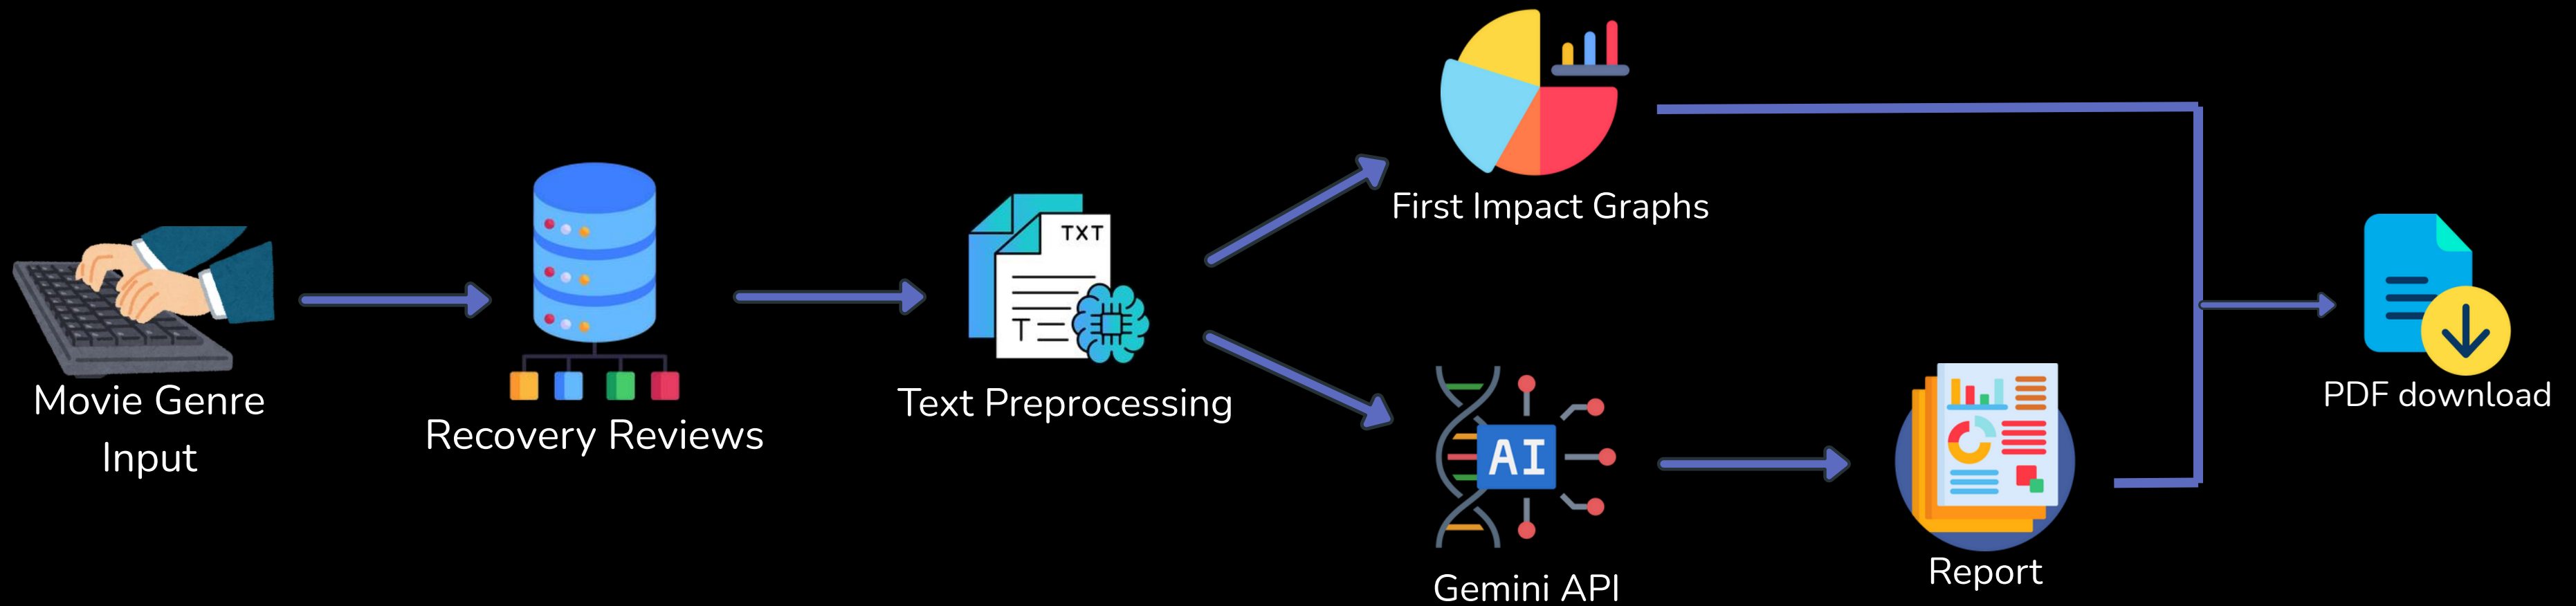 Movie Genre
Input
Recovery Reviews
TXT
T
Text Preprocessing
First Impact Graphs
AI
Gemini API
Report
PDF download